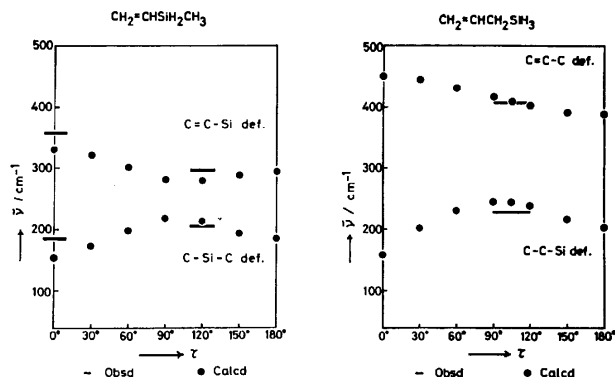 CH₂=CHSiH₂CH₃
500
400
300
200
100
ν̄ / cm⁻¹
C=C-Si def.
C-Si-C def.
0° 30° 60° 90° 120° 150° 180°
τ
– Obsd ● Calcd
CH₂=CHCH₂SiH₃
500
400
300
200
100
ν̄ / cm⁻¹
C=C-C def.
C-C-Si def.
0° 30° 60° 90° 120° 150° 180°
τ
– Obsd ● Calcd